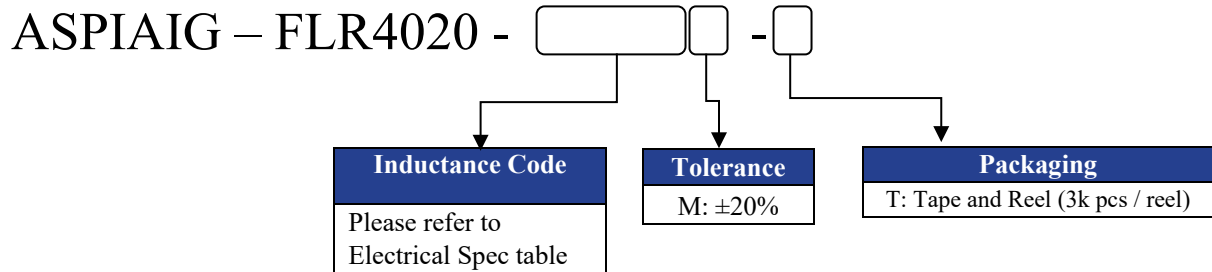 ASPIAIG – FLR4020 - -
Inductance Code
Please refer to
Electrical Spec table
Tolerance
M: ±20%
Packaging
T: Tape and Reel (3k pcs / reel)